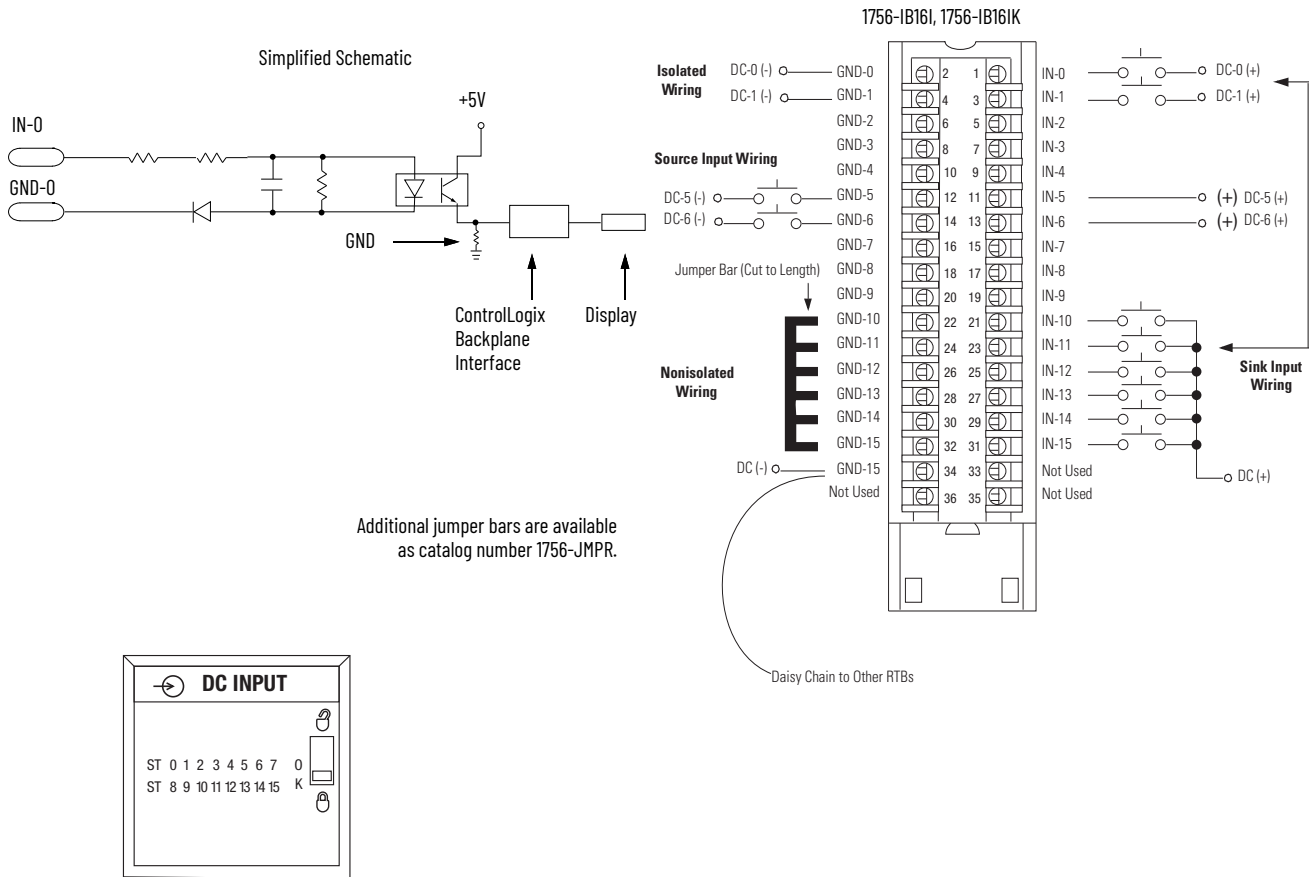 1756-IB16I, 1756-IB16IK
Simplified Schematic
+5V
IN-0
GND-0
GND
ControlLogix
Backplane
Interface
Display
Isolated
Wiring
DC-0 (-)
DC-1 (-)
Source Input Wiring
DC-5 (-)
DC-6 (-)
Jumper Bar (Cut to Length)
Nonisolated
Wiring
DC (-)
GND-0 2 1 IN-0 DC-0 (+)
GND-1 4 3 IN-1 DC-1 (+)
GND-2 6 5 IN-2
GND-3 8 7 IN-3
GND-4 10 9 IN-4
GND-5 12 11 IN-5 (+) DC-5 (+)
GND-6 14 13 IN-6 (+) DC-6 (+)
GND-7 16 15 IN-7
GND-8 18 17 IN-8
GND-9 20 19 IN-9
GND-10 22 21 IN-10
GND-11 24 23 IN-11
GND-12 26 25 IN-12
GND-13 28 27 IN-13
GND-14 30 29 IN-14
GND-15 32 31 IN-15
GND-15 34 33 Not Used
Not Used 36 35 Not Used
Sink Input
Wiring
DC (+)
Additional jumper bars are available
as catalog number 1756-JMPR.
Daisy Chain to Other RTBs
DC INPUT
ST 0 1 2 3 4 5 6 7 O
ST 8 9 10 11 12 13 14 15 K